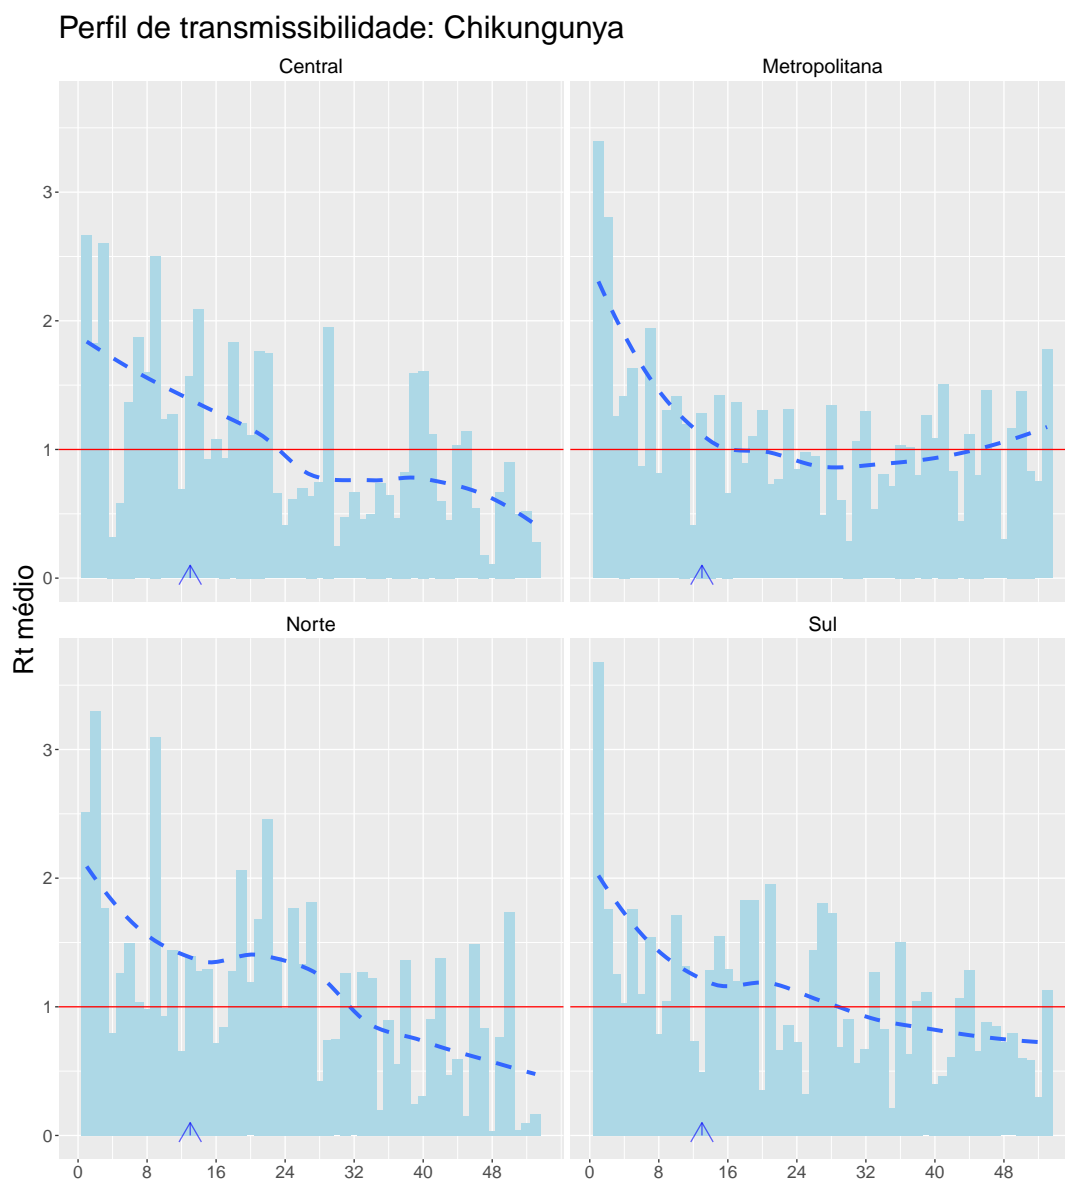 Perfil de transmissibilidade: Chikungunya
Central
Metropolitana
3
2
1
0
Rt médio
Norte
Sul
3
2
1
0
0 8 16 24 32 40 48
0 8 16 24 32 40 48